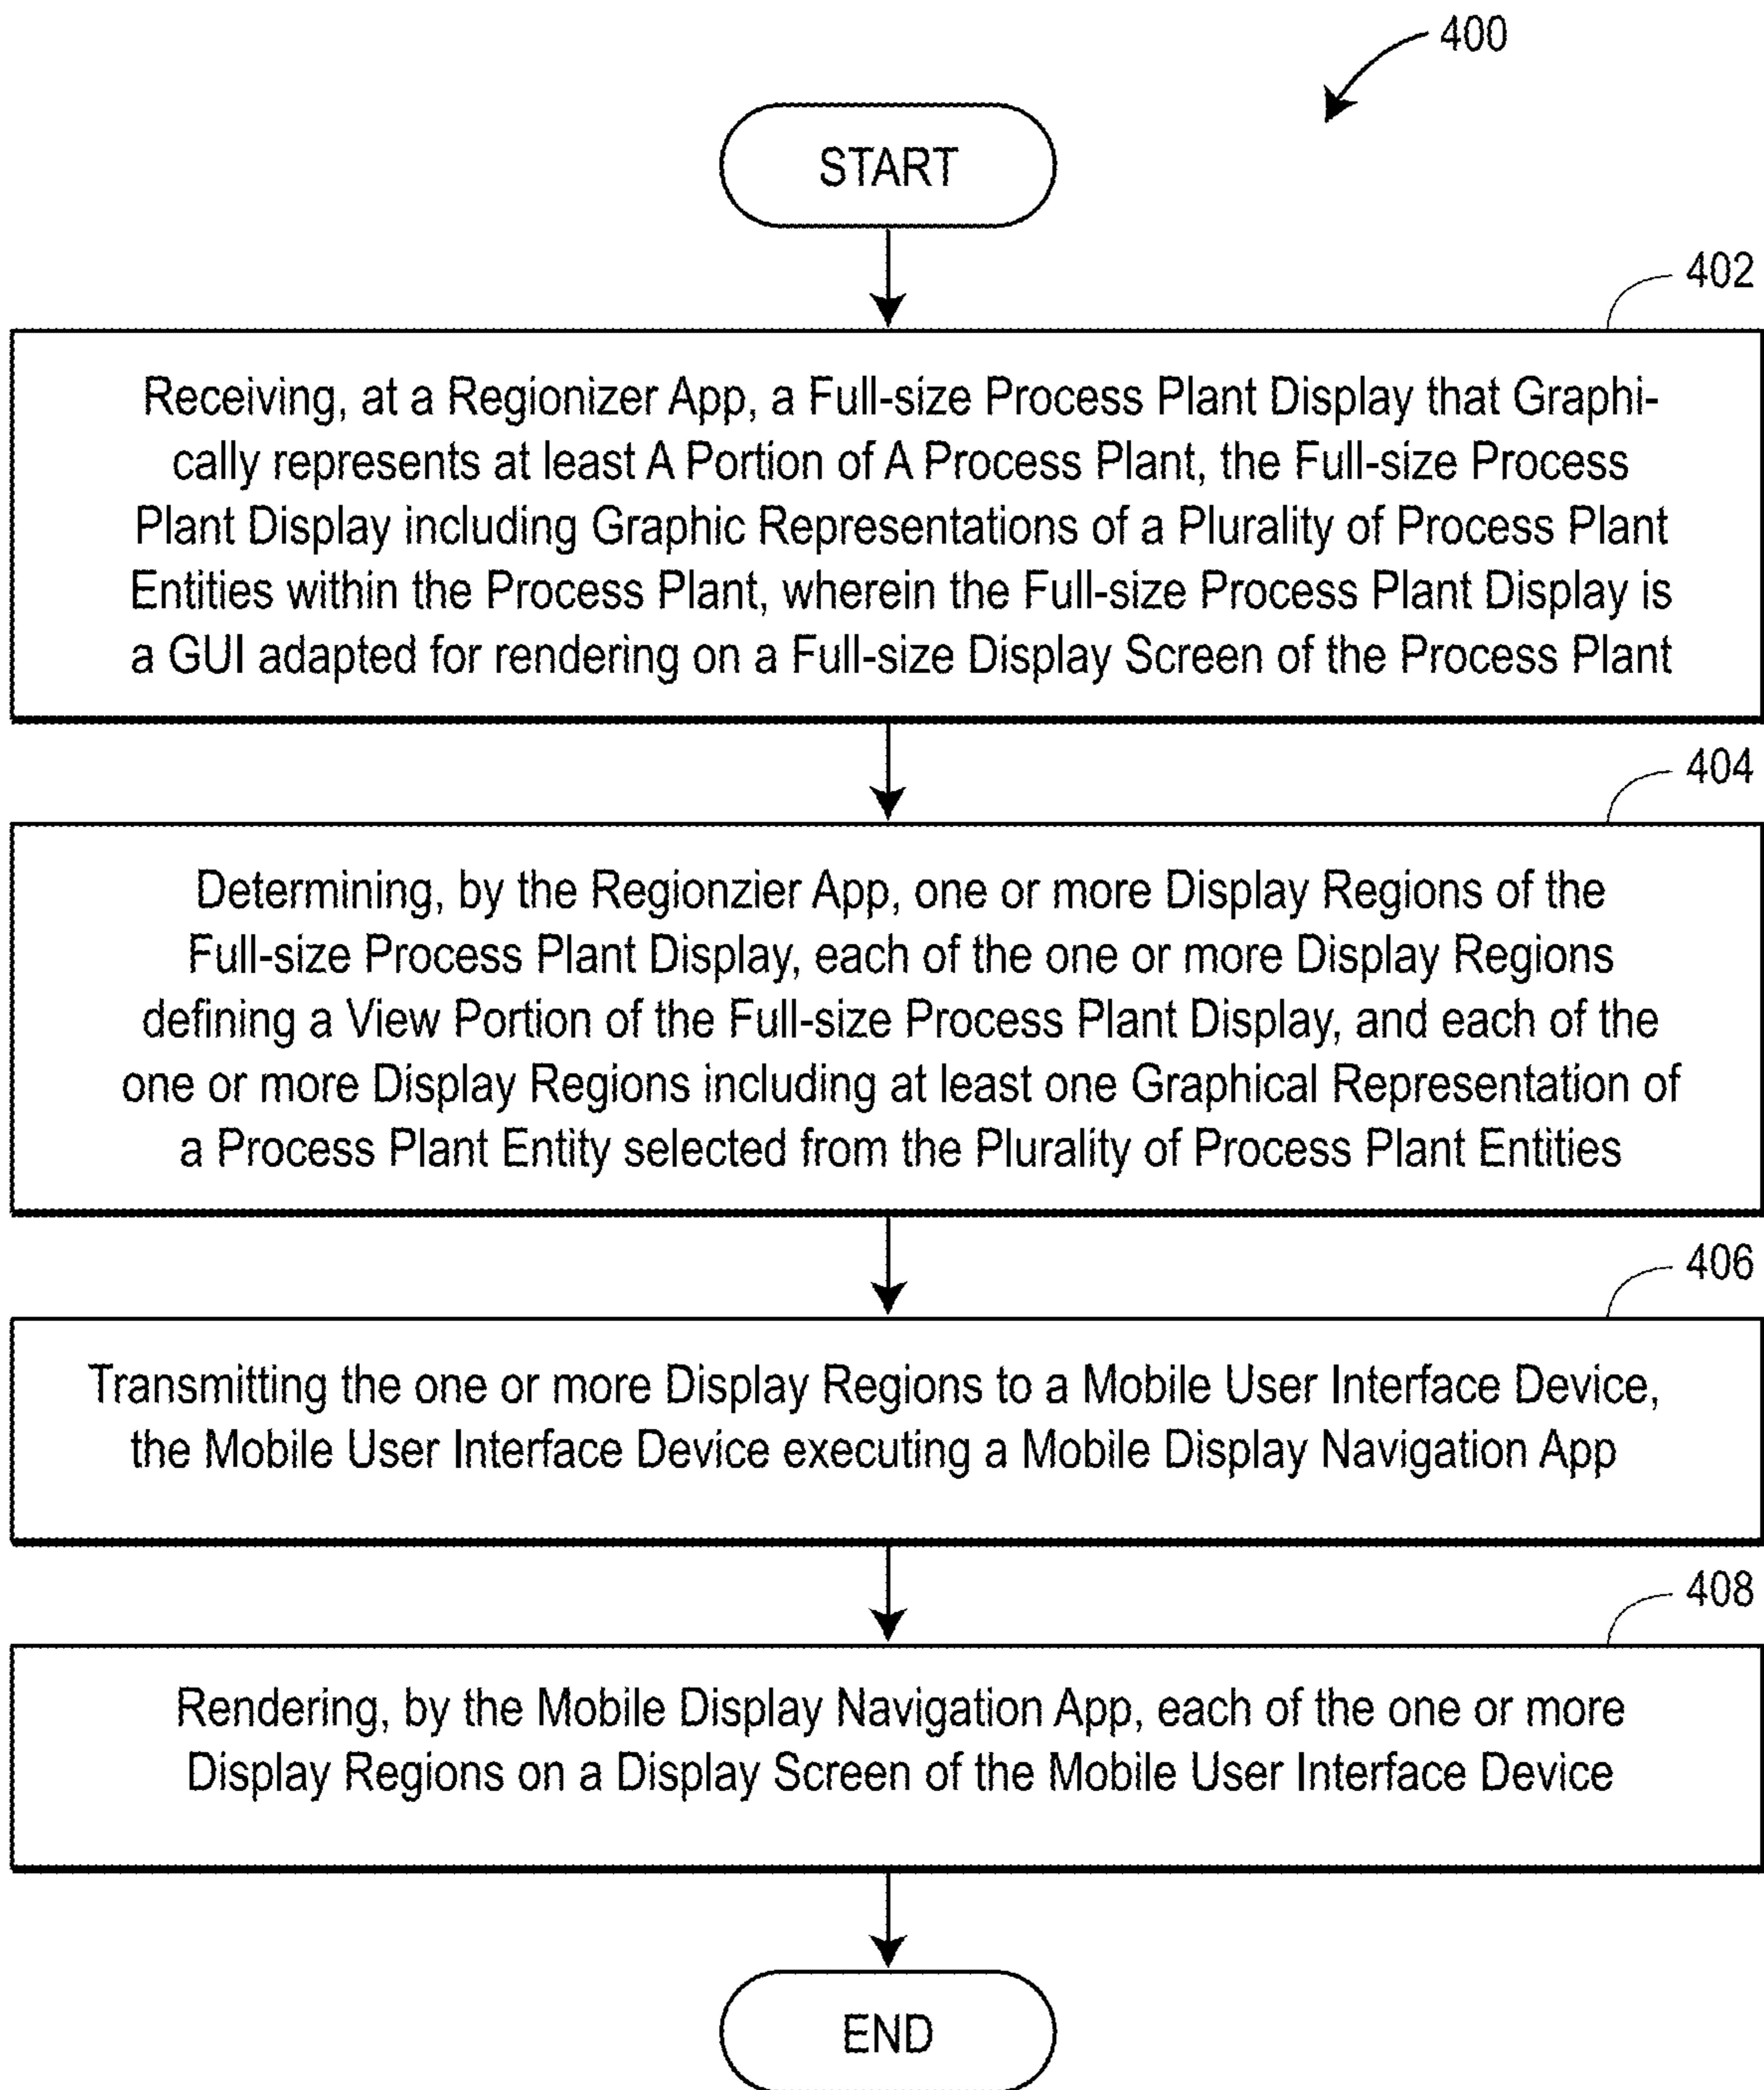 400
START
402
Receiving, at a Regionizer App, a Full-size Process Plant Display that Graphi-
cally represents at least A Portion of A Process Plant, the Full-size Process
Plant Display including Graphic Representations of a Plurality of Process Plant
Entities within the Process Plant, wherein the Full-size Process Plant Display is
a GUI adapted for rendering on a Full-size Display Screen of the Process Plant
404
Determining, by the Regionzier App, one or more Display Regions of the
Full-size Process Plant Display, each of the one or more Display Regions
defining a View Portion of the Full-size Process Plant Display, and each of the
one or more Display Regions including at least one Graphical Representation of
a Process Plant Entity selected from the Plurality of Process Plant Entities
406
Transmitting the one or more Display Regions to a Mobile User Interface Device,
the Mobile User Interface Device executing a Mobile Display Navigation App
408
Rendering, by the Mobile Display Navigation App, each of the one or more
Display Regions on a Display Screen of the Mobile User Interface Device
END